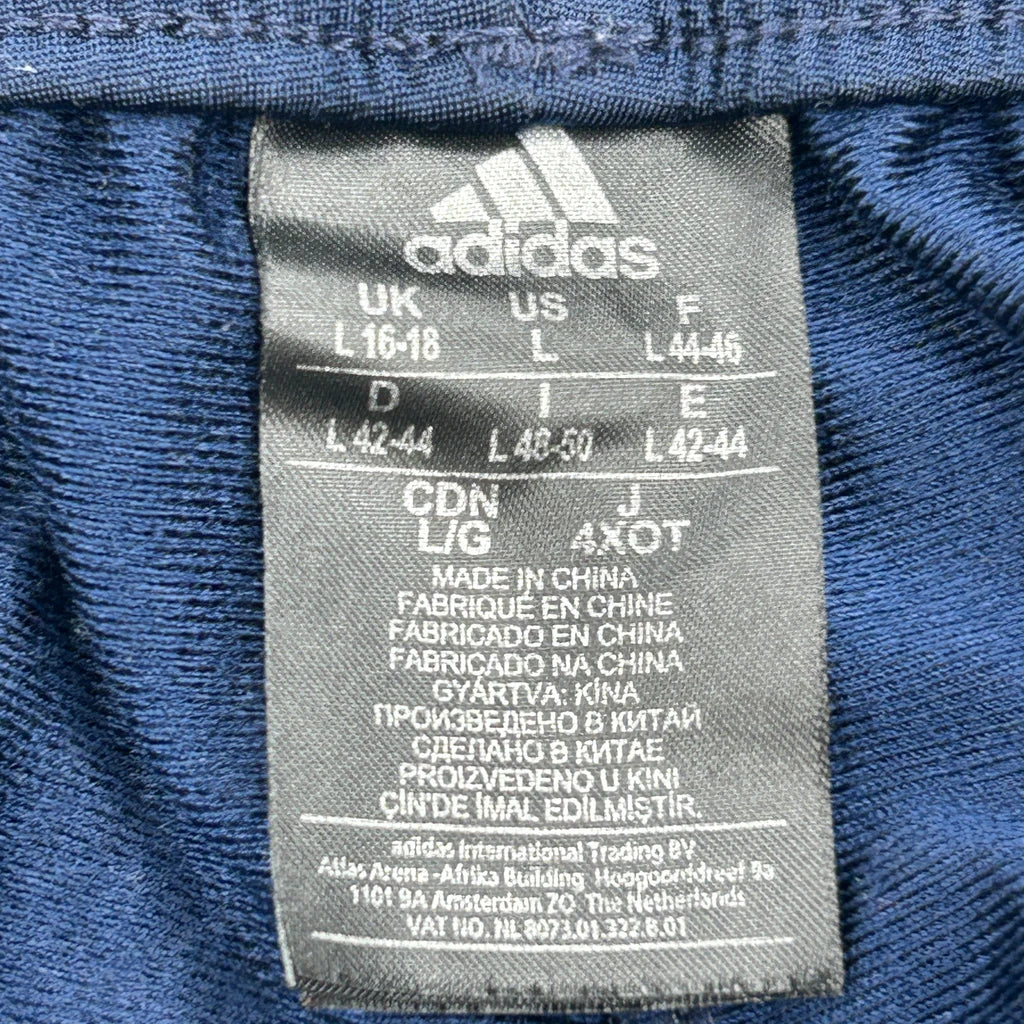 adidas
UK US F
L 16-18 L L 44-46
D I E
L 42-44 L 48-50 L 42-44
CDN J
L/G 4XOT
MADE IN CHINA
FABRIQUÉ EN CHINE
FABRICADO EN CHINA
FABRICADO NA CHINA
GYÁRTVA: KÍNA
ПРОИЗВЕДЕНО В КИТАЙ
СДЕЛАНО В КИТАЕ
PROIZVEDENO U KINI
ÇİN'DE İMAL EDİLMİŞTİR.
adidas International Trading BV
Atlas Arena -Afrika Building Hoogoorddreef 9a
1101 BA Amsterdam ZO The Netherlands
VAT NO. NL 8073.01.322.B.01